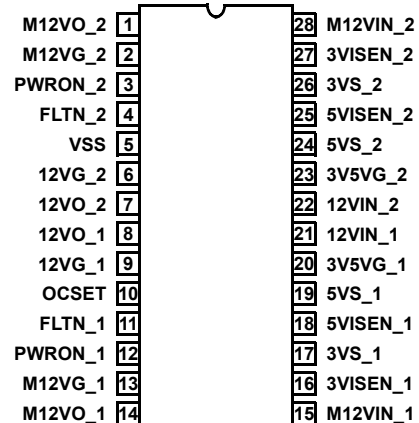 M12VO_2 1 28 M12VIN_2
M12VG_2 2 27 3VISEN_2
PWRON_2 3 26 3VS_2
FLTN_2 4 25 5VISEN_2
VSS 5 24 5VS_2
12VG_2 6 23 3V5VG_2
12VO_2 7 22 12VIN_2
12VO_1 8 21 12VIN_1
12VG_1 9 20 3V5VG_1
OCSET 10 19 5VS_1
FLTN_1 11 18 5VISEN_1
PWRON_1 12 17 3VS_1
M12VG_1 13 16 3VISEN_1
M12VO_1 14 15 M12VIN_1